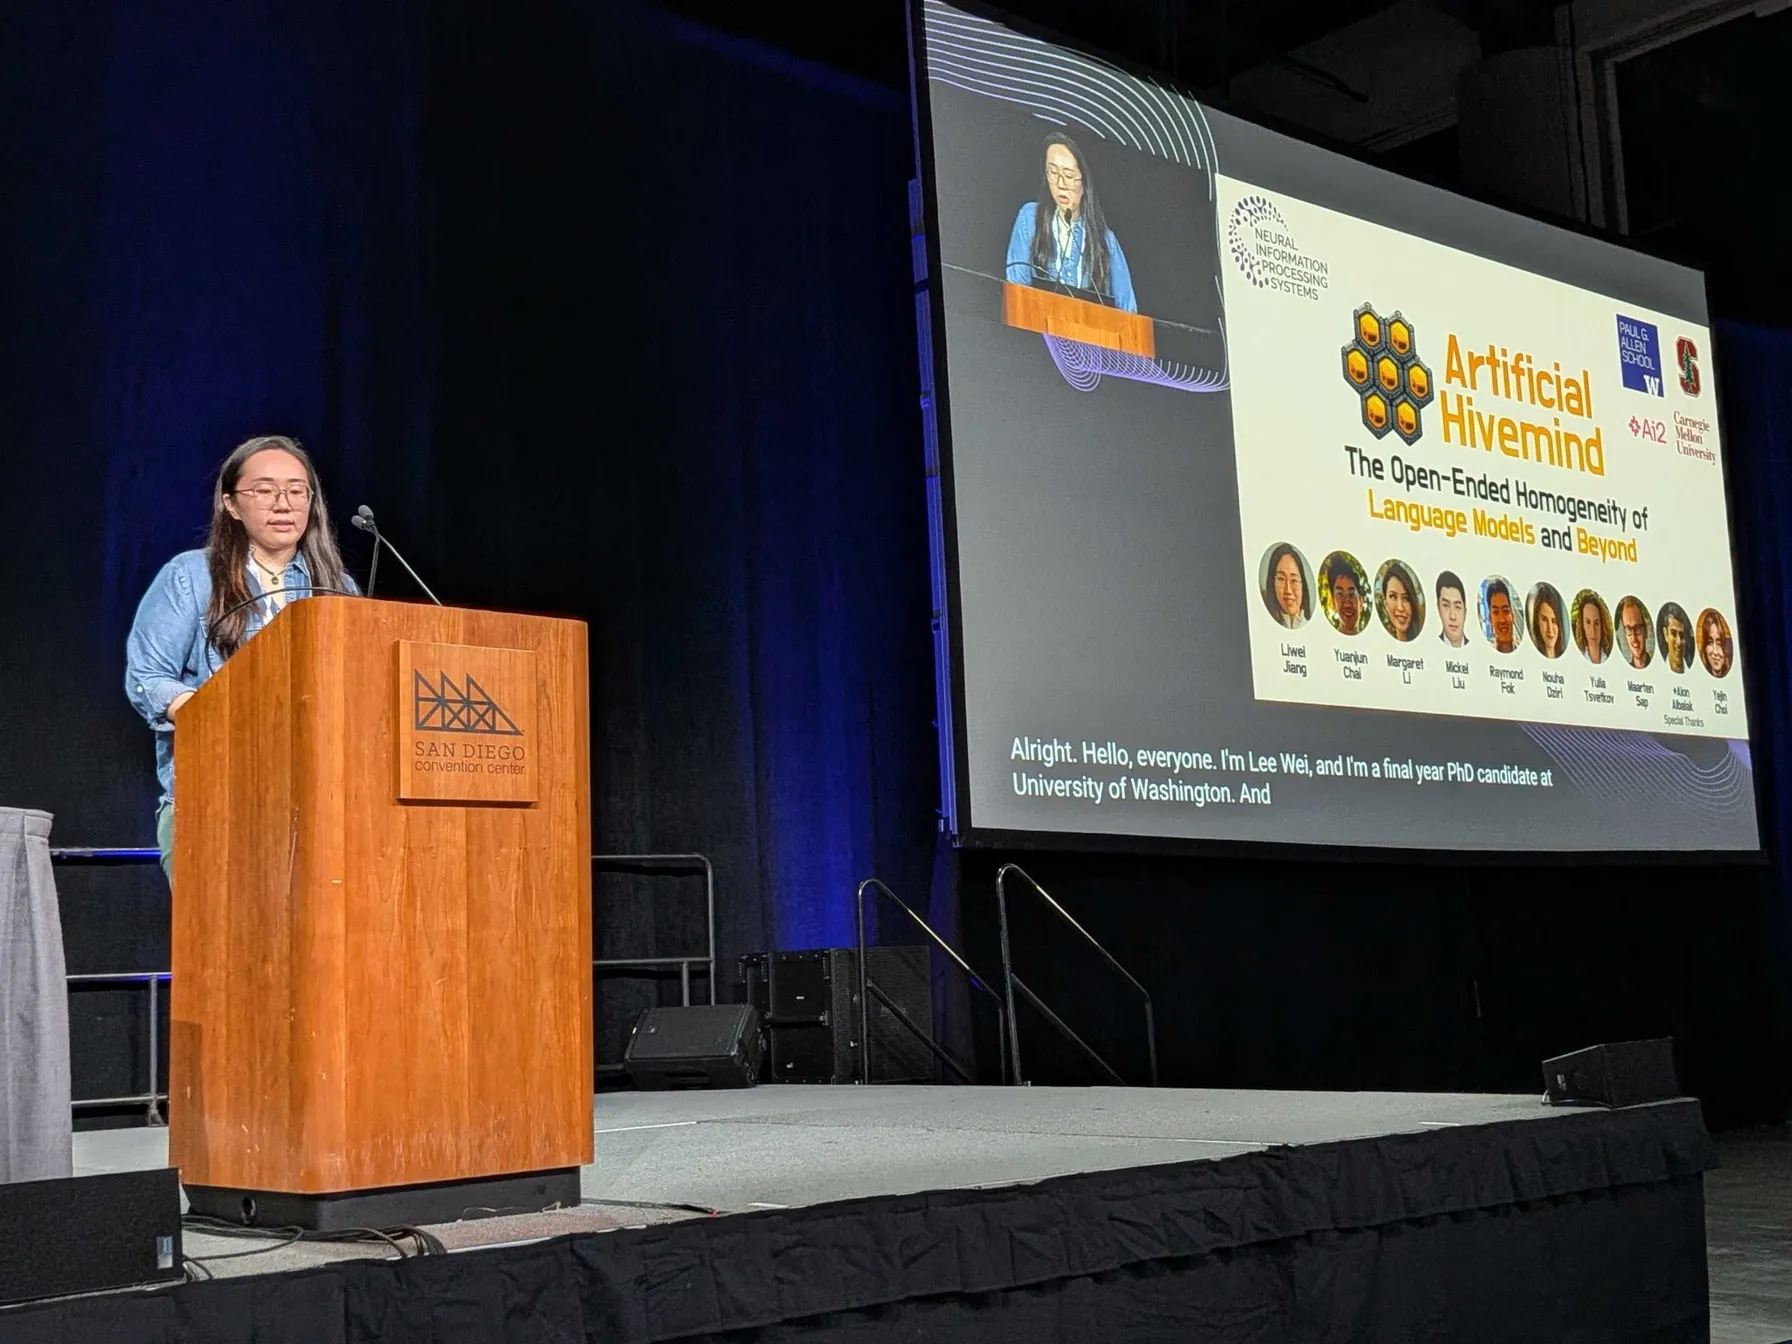 NEURAL
INFORMATION
PROCESSING
SYSTEMS
PAUL G.
ALLEN
SCHOOL
W
S
Ai2
Carnegie
Mellon
University
Artificial
Hivemind
The Open-Ended Homogeneity of
Language Models and Beyond
Liwei
Jiang
Yuanjun
Chai
Margaret
Li
Mickel
Liu
Raymond
Fok
Nouha
Dziri
Yulia
Tsvetkov
Maarten
Sap
+Alon
Albalak
Special Thanks
Yejin
Choi
Alright. Hello, everyone. I'm Lee Wei, and I'm a final year PhD candidate at
University of Washington. And
SAN DIEGO
convention center